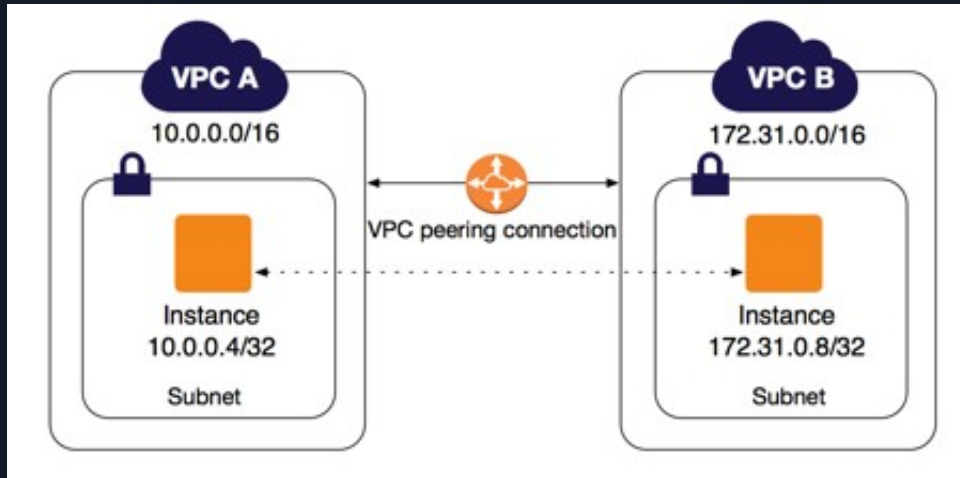 VPC A
10.0.0.0/16
Instance
10.0.0.4/32
Subnet
VPC peering connection
VPC B
172.31.0.0/16
Instance
172.31.0.8/32
Subnet